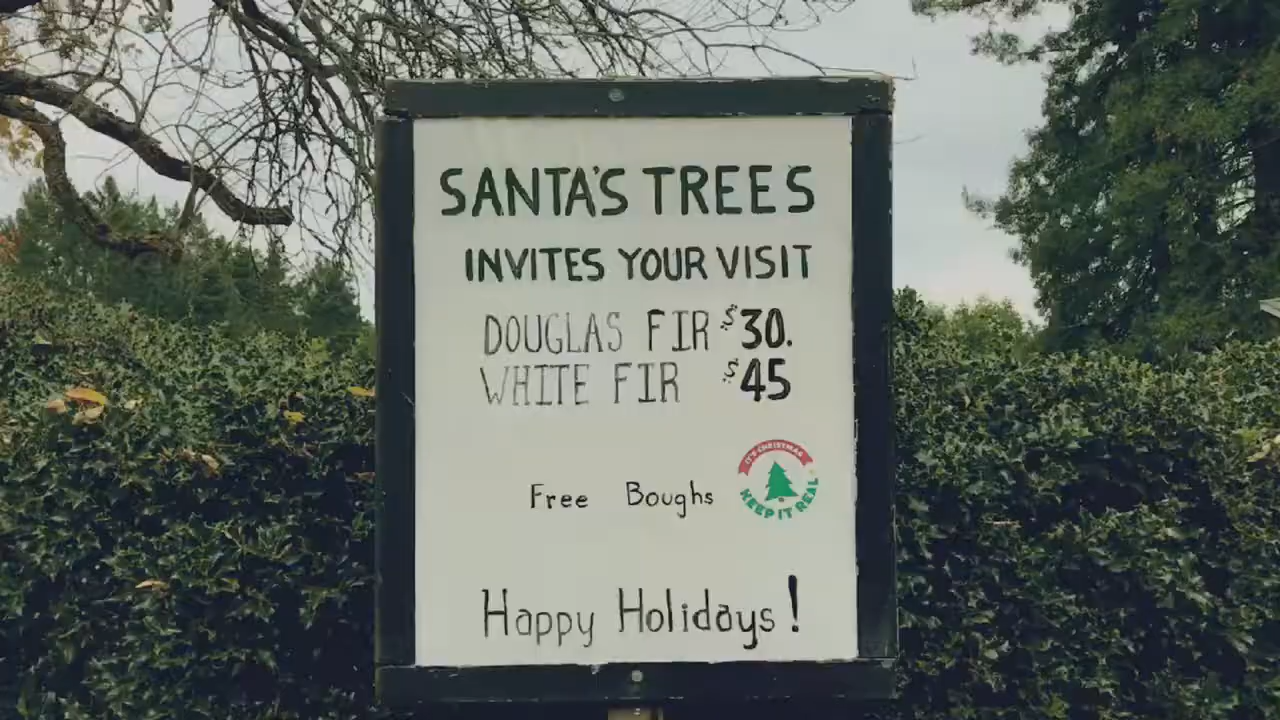 SANTA'S TREES
INVITES YOUR VISIT
DOUGLAS FIR $30.
WHITE FIR $45
IT'S CHRISTMAS
KEEP IT REAL
Free Boughs
Happy Holidays!